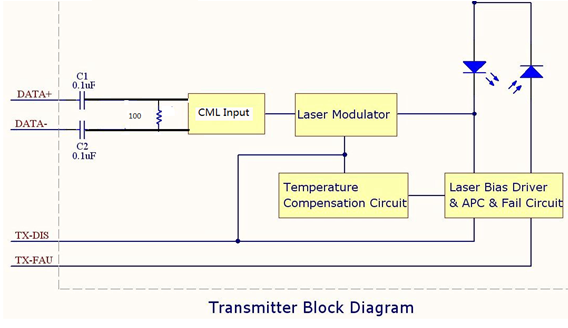 C1
0.1uF
DATA+
100
CML Input
Laser Modulator
DATA-
C2
0.1uF
Temperature
Compensation Circuit
Laser Bias Driver
& APC & Fail Circuit
TX-DIS
TX-FAU
Transmitter Block Diagram